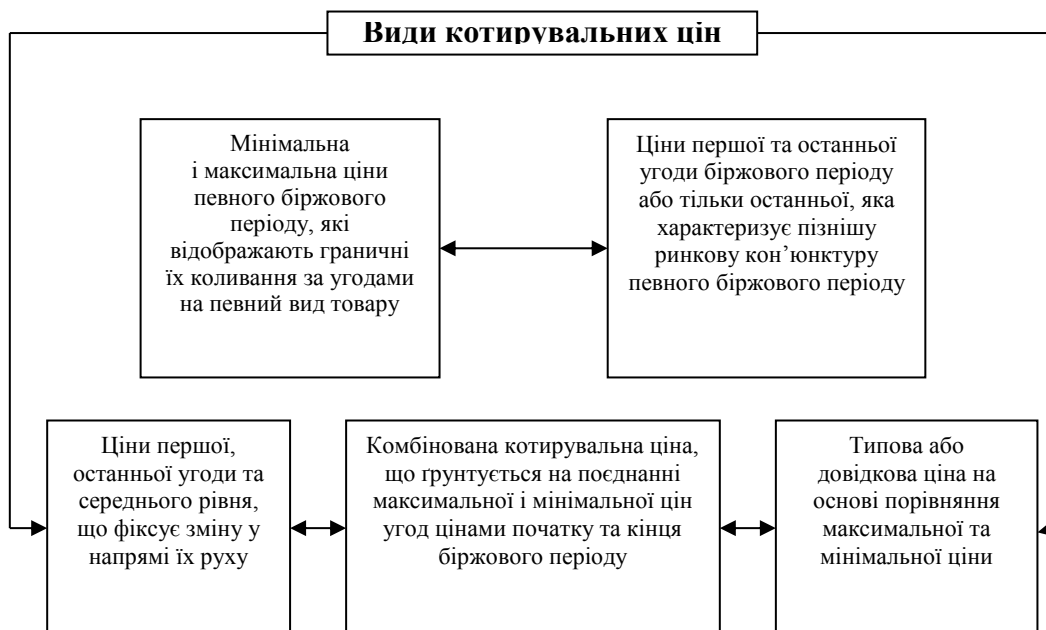 Види котирувальних цін
Мінімальна
і максимальна ціни
певного біржового
періоду, які
відображають граничні
їх коливання за угодами
на певний вид товару
Ціни першої та останньої
угоди біржового періоду
або тільки останньої, яка
характеризує пізнішу
ринкову кон’юнктуру
певного біржового періоду
Ціни першої,
останньої угоди та
середнього рівня,
що фіксує зміну у
напрямі їх руху
Комбінована котирувальна ціна,
що ґрунтується на поєднанні
максимальної і мінімальної цін
угод цінами початку та кінця
біржового періоду
Типова або
довідкова ціна на
основі порівняння
максимальної та
мінімальної ціни